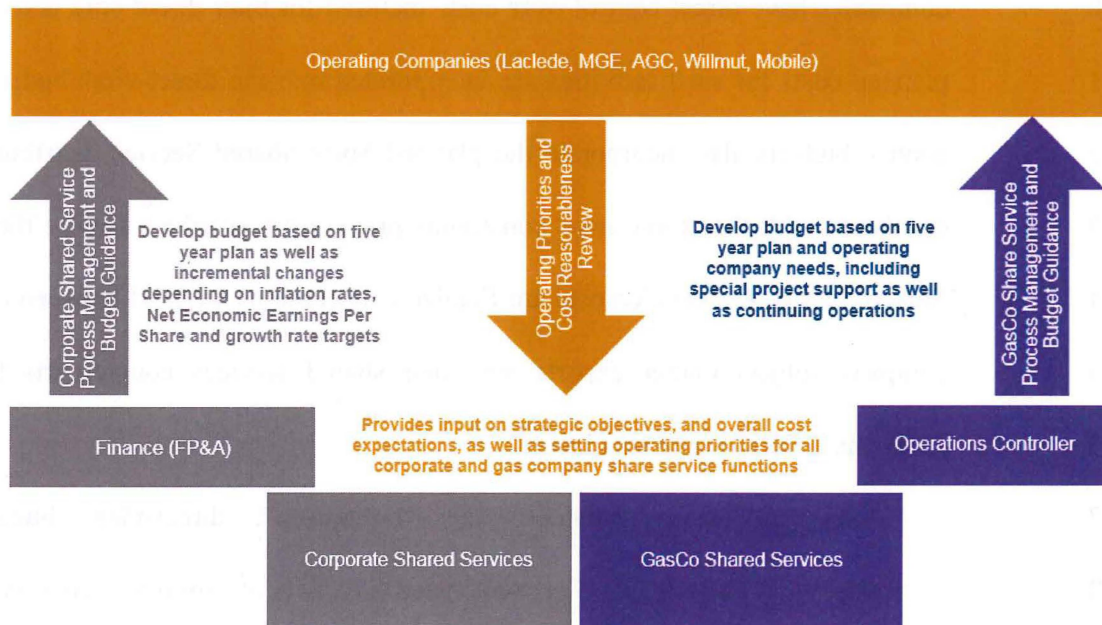 Operating Companies (Laclede, MGE, AGC, Willmut, Mobile)
Corporate Shared Service
Process Management and
Budget Guidance
Develop budget based on five
year plan as well as
incremental changes
depending on inflation rates,
Net Economic Earnings Per
Share and growth rate targets
Operating Priorities and
Cost Reasonableness
Review
Develop budget based on five
year plan and operating
company needs, including
special project support as well
as continuing operations
GasCo Share Service
Process Management and
Budget Guidance
Finance (FP&A)
Provides input on strategic objectives, and overall cost
expectations, as well as setting operating priorities for all
corporate and gas company share service functions
Operations Controller
Corporate Shared Services
GasCo Shared Services